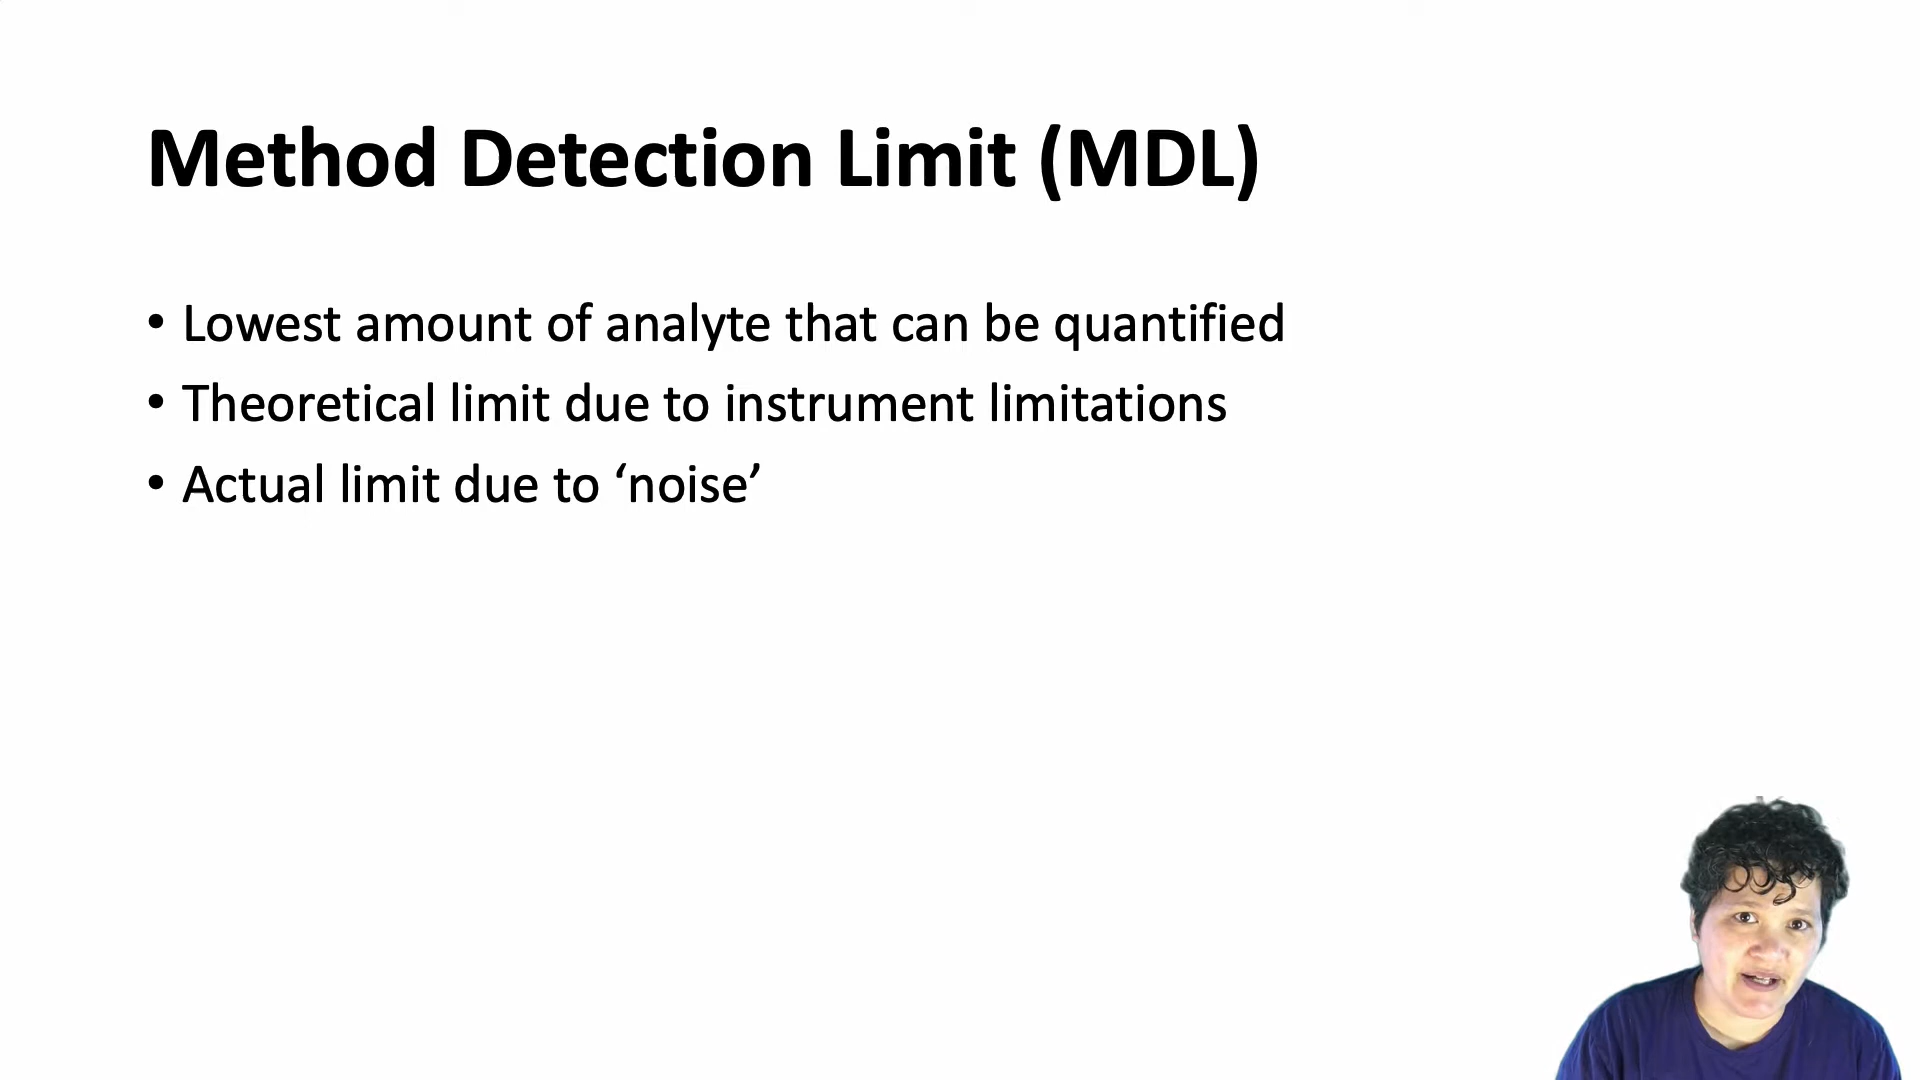 Method Detection Limit (MDL)
• Lowest amount of analyte that can be quantified
• Theoretical limit due to instrument limitations
• Actual limit due to ‘noise’